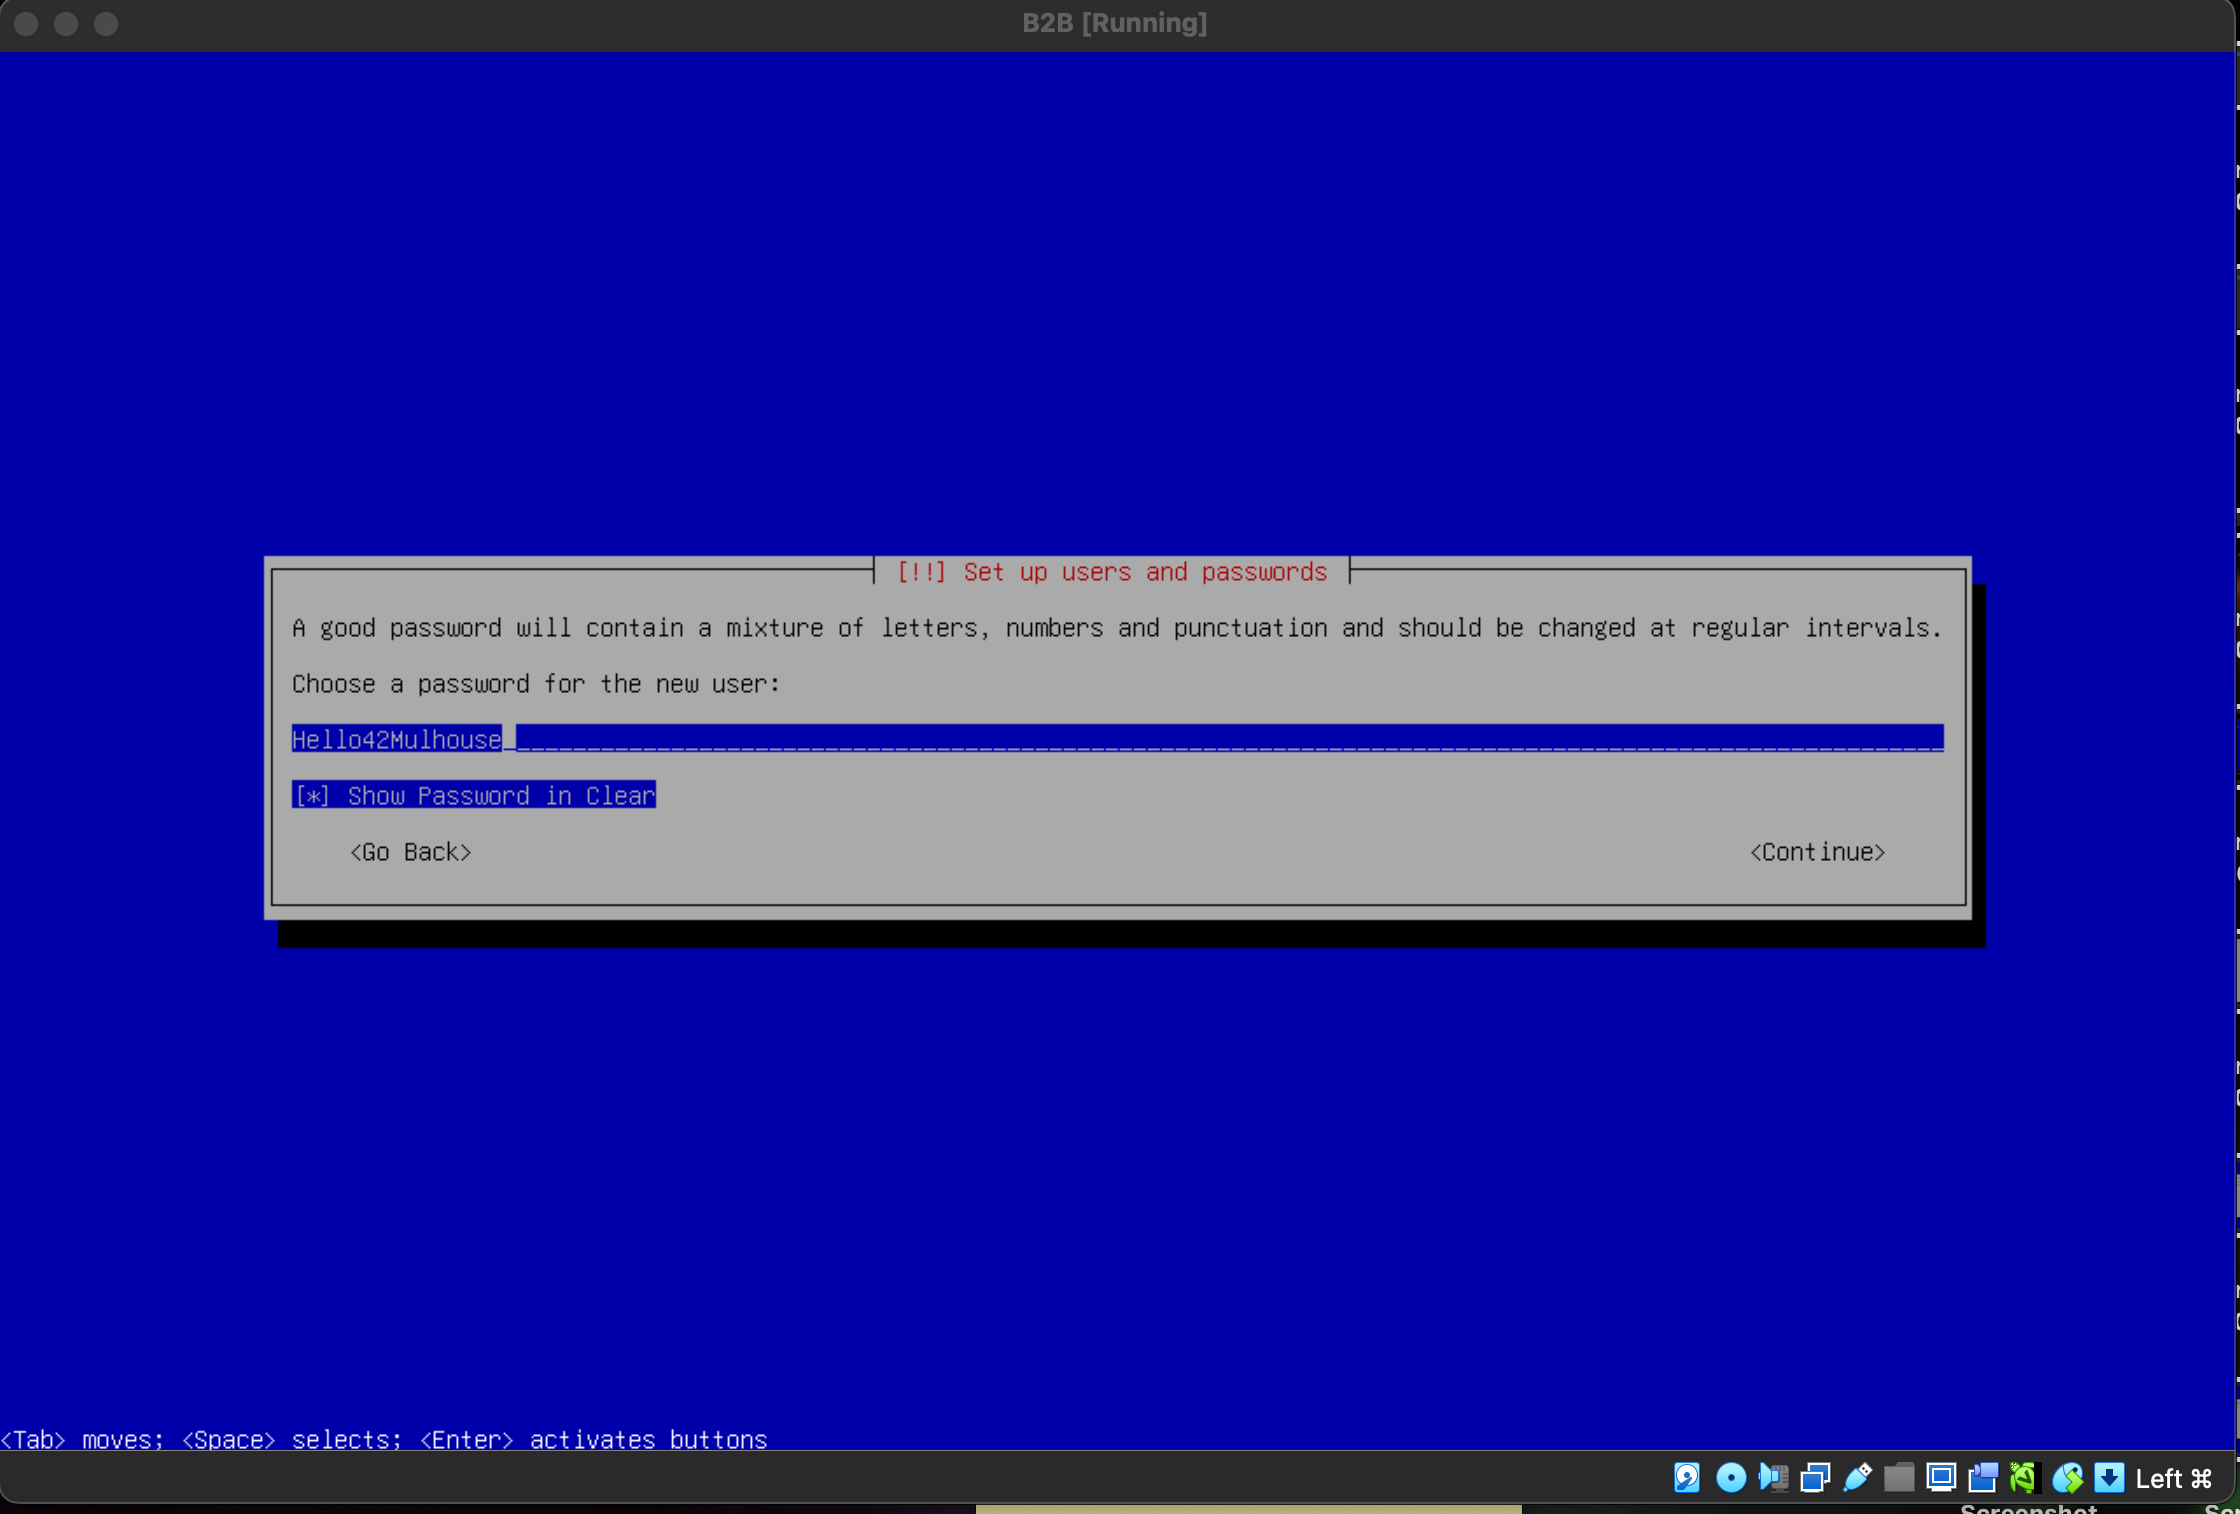 B2B [Running]
[!!] Set up users and passwords
A good password will contain a mixture of letters, numbers and punctuation and should be changed at regular intervals.
Choose a password for the new user:
Hello42Mulhouse
[*] Show Password in Clear
<Go Back> <Continue>
<Tab> moves; <Space> selects; <Enter> activates buttons
Left ⌘
Screenshot